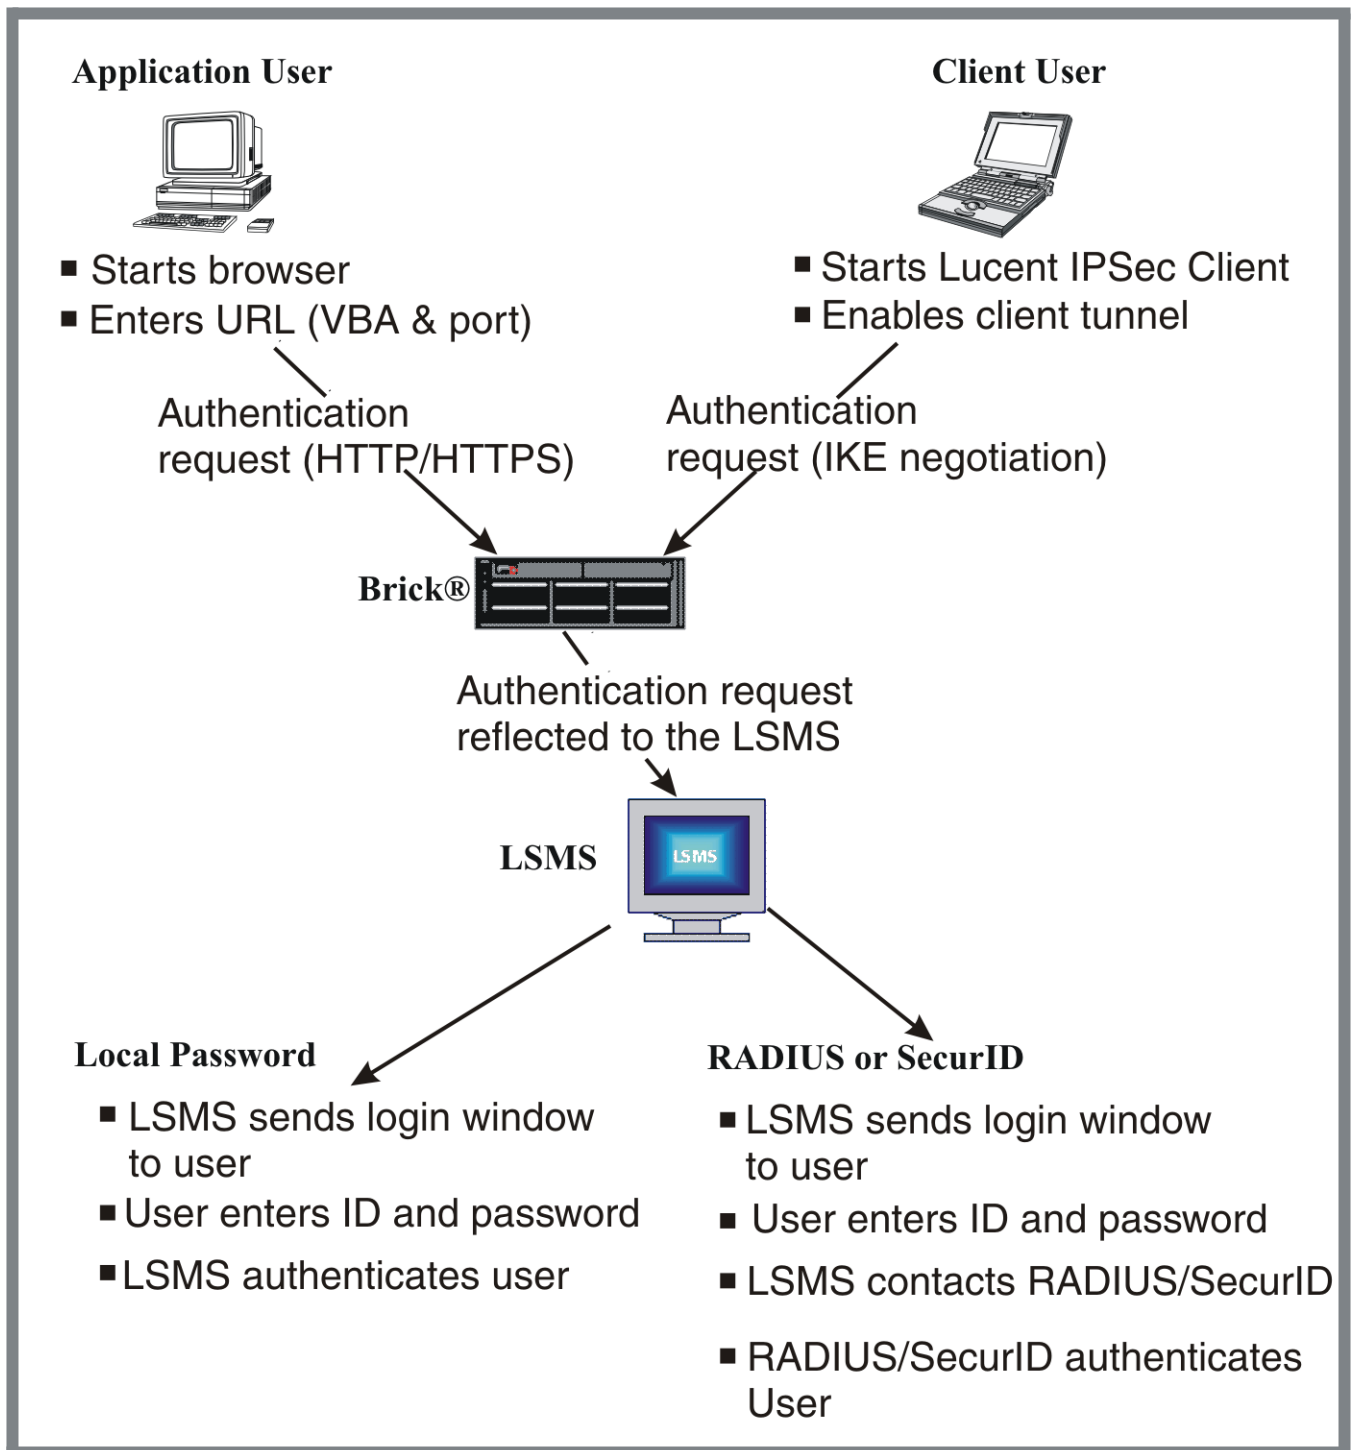 Application User
Client User
■ Starts browser
■ Enters URL (VBA & port)
■ Starts Lucent IPSec Client
■ Enables client tunnel
Authentication
request (HTTP/HTTPS)
Authentication
request (IKE negotiation)
Brick®
Authentication request
reflected to the LSMS
LSMS
LSMS
Local Password
■ LSMS sends login window
to user
■ User enters ID and password
■ LSMS authenticates user
RADIUS or SecurID
■ LSMS sends login window
to user
■ User enters ID and password
■ LSMS contacts RADIUS/SecurID
■ RADIUS/SecurID authenticates
User